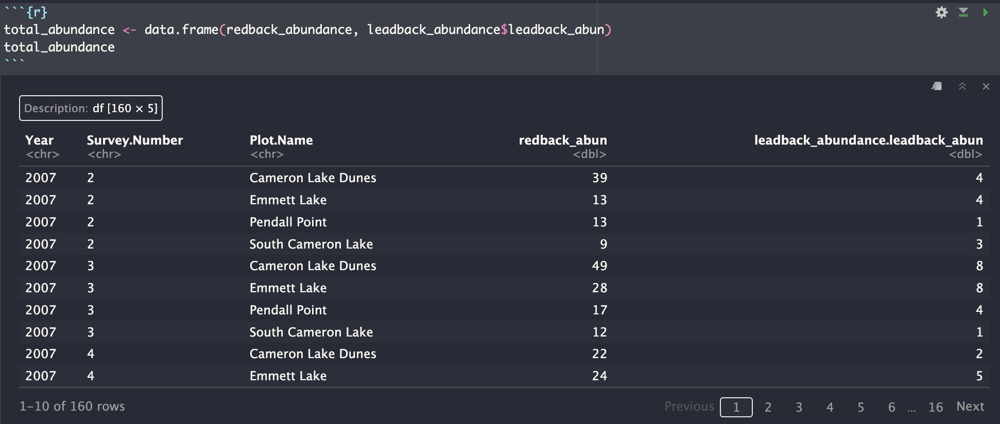 ```{r}
total_abundance <- data.frame(redback_abundance, leadback_abundance$leadback_abun)
total_abundance
```
Description: df [160 × 5]
Year Survey.Number Plot.Name redback_abun leadback_abundance.leadback_abun
<chr> <chr> <chr> <dbl> <dbl>
2007 2 Cameron Lake Dunes 39 4
2007 2 Emmett Lake 13 4
2007 2 Pendall Point 13 1
2007 2 South Cameron Lake 9 3
2007 3 Cameron Lake Dunes 49 8
2007 3 Emmett Lake 28 8
2007 3 Pendall Point 17 4
2007 3 South Cameron Lake 12 1
2007 4 Cameron Lake Dunes 22 2
2007 4 Emmett Lake 24 5
1-10 of 160 rows Previous 1 2 3 4 5 6 ... 16 Next